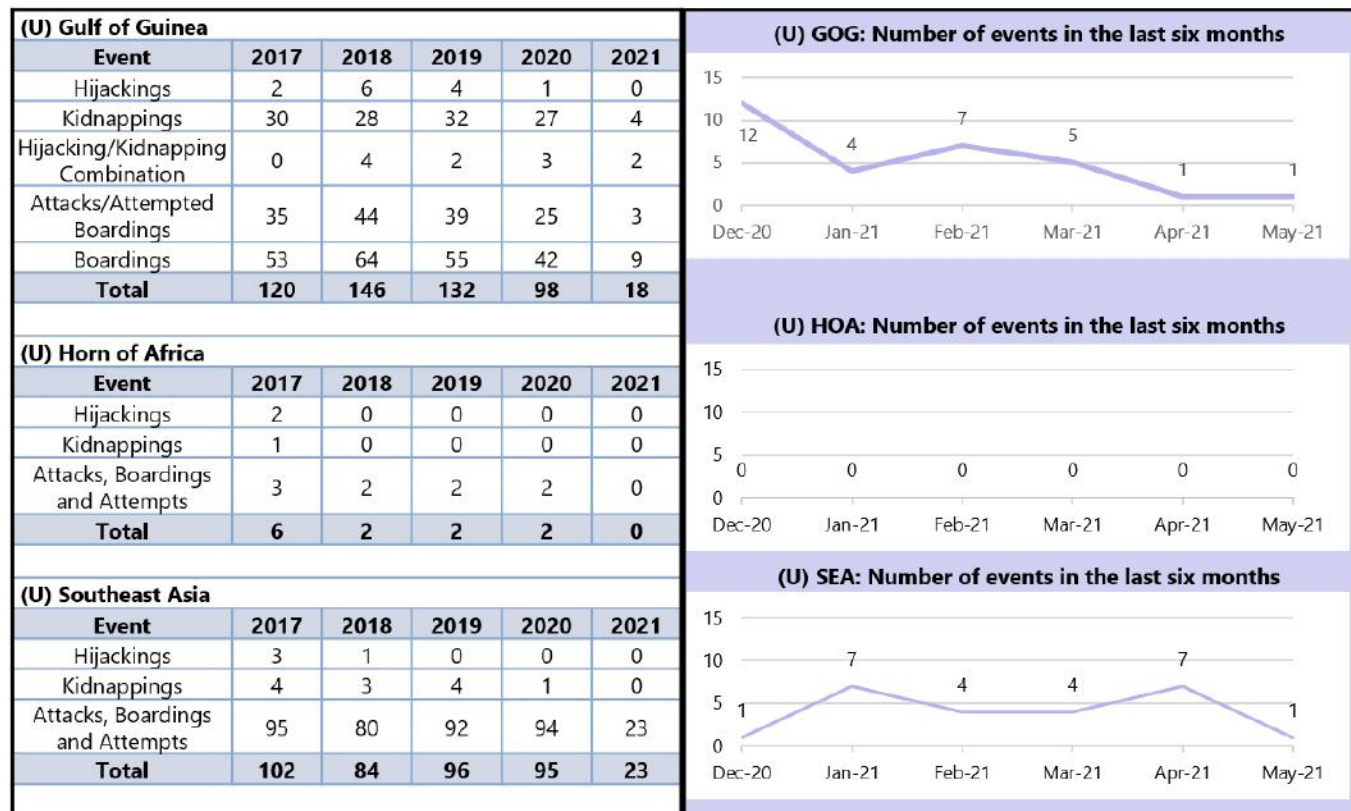 (U) Gulf of Guinea
Event 2017 2018 2019 2020 2021
Hijackings 2 6 4 1 0
Kidnappings 30 28 32 27 4
Hijacking/Kidnapping
Combination 0 4 2 3 2
Attacks/Attempted
Boardings 35 44 39 25 3
Boardings 53 64 55 42 9
Total 120 146 132 98 18
(U) Horn of Africa
Event 2017 2018 2019 2020 2021
Hijackings 2 0 0 0 0
Kidnappings 1 0 0 0 0
Attacks, Boardings
and Attempts 3 2 2 2 0
Total 6 2 2 2 0
(U) Southeast Asia
Event 2017 2018 2019 2020 2021
Hijackings 3 1 0 0 0
Kidnappings 4 3 4 1 0
Attacks, Boardings
and Attempts 95 80 92 94 23
Total 102 84 96 95 23
(U) GOG: Number of events in the last six months
15
10
5
0
12 4 7 5 1 1
Dec-20 Jan-21 Feb-21 Mar-21 Apr-21 May-21
(U) HOA: Number of events in the last six months
15
10
5
0
0 0 0 0 0 0
Dec-20 Jan-21 Feb-21 Mar-21 Apr-21 May-21
(U) SEA: Number of events in the last six months
15
10
5
0
1 7 4 4 7 1
Dec-20 Jan-21 Feb-21 Mar-21 Apr-21 May-21